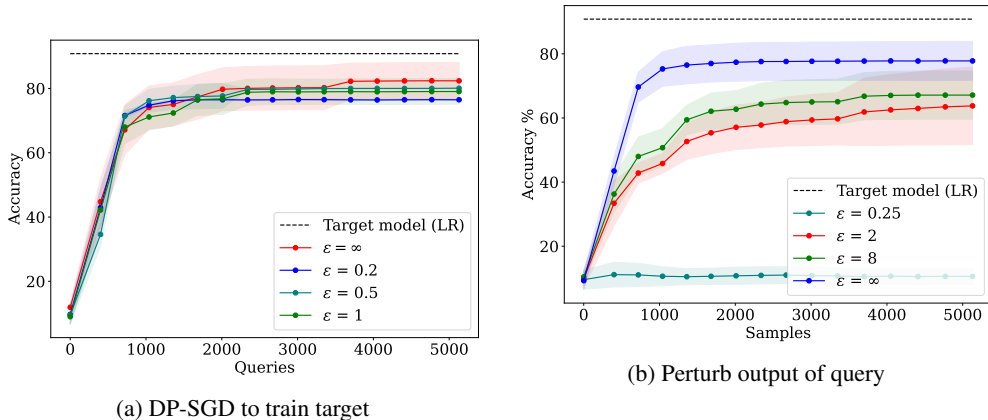 80
60
40
20
Accuracy
0
1000
2000
3000
4000
5000
Queries
Target model (LR)
ε = ∞
ε = 0.2
ε = 0.5
ε = 1
(a) DP-SGD to train target
80
60
40
20
Accuracy %
0
1000
2000
3000
4000
5000
Samples
Target model (LR)
ε = 0.25
ε = 2
ε = 8
ε = ∞
(b) Perturb output of query